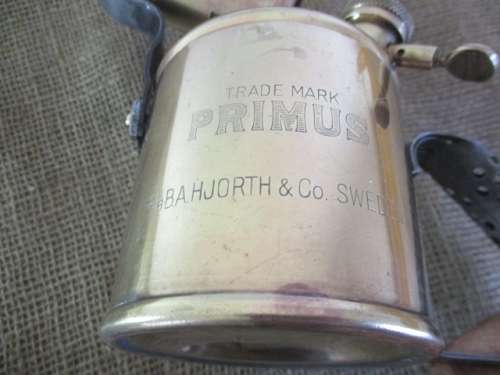 TRADE MARK
PRIMUS
B.A. HJORTH & Co. SWED